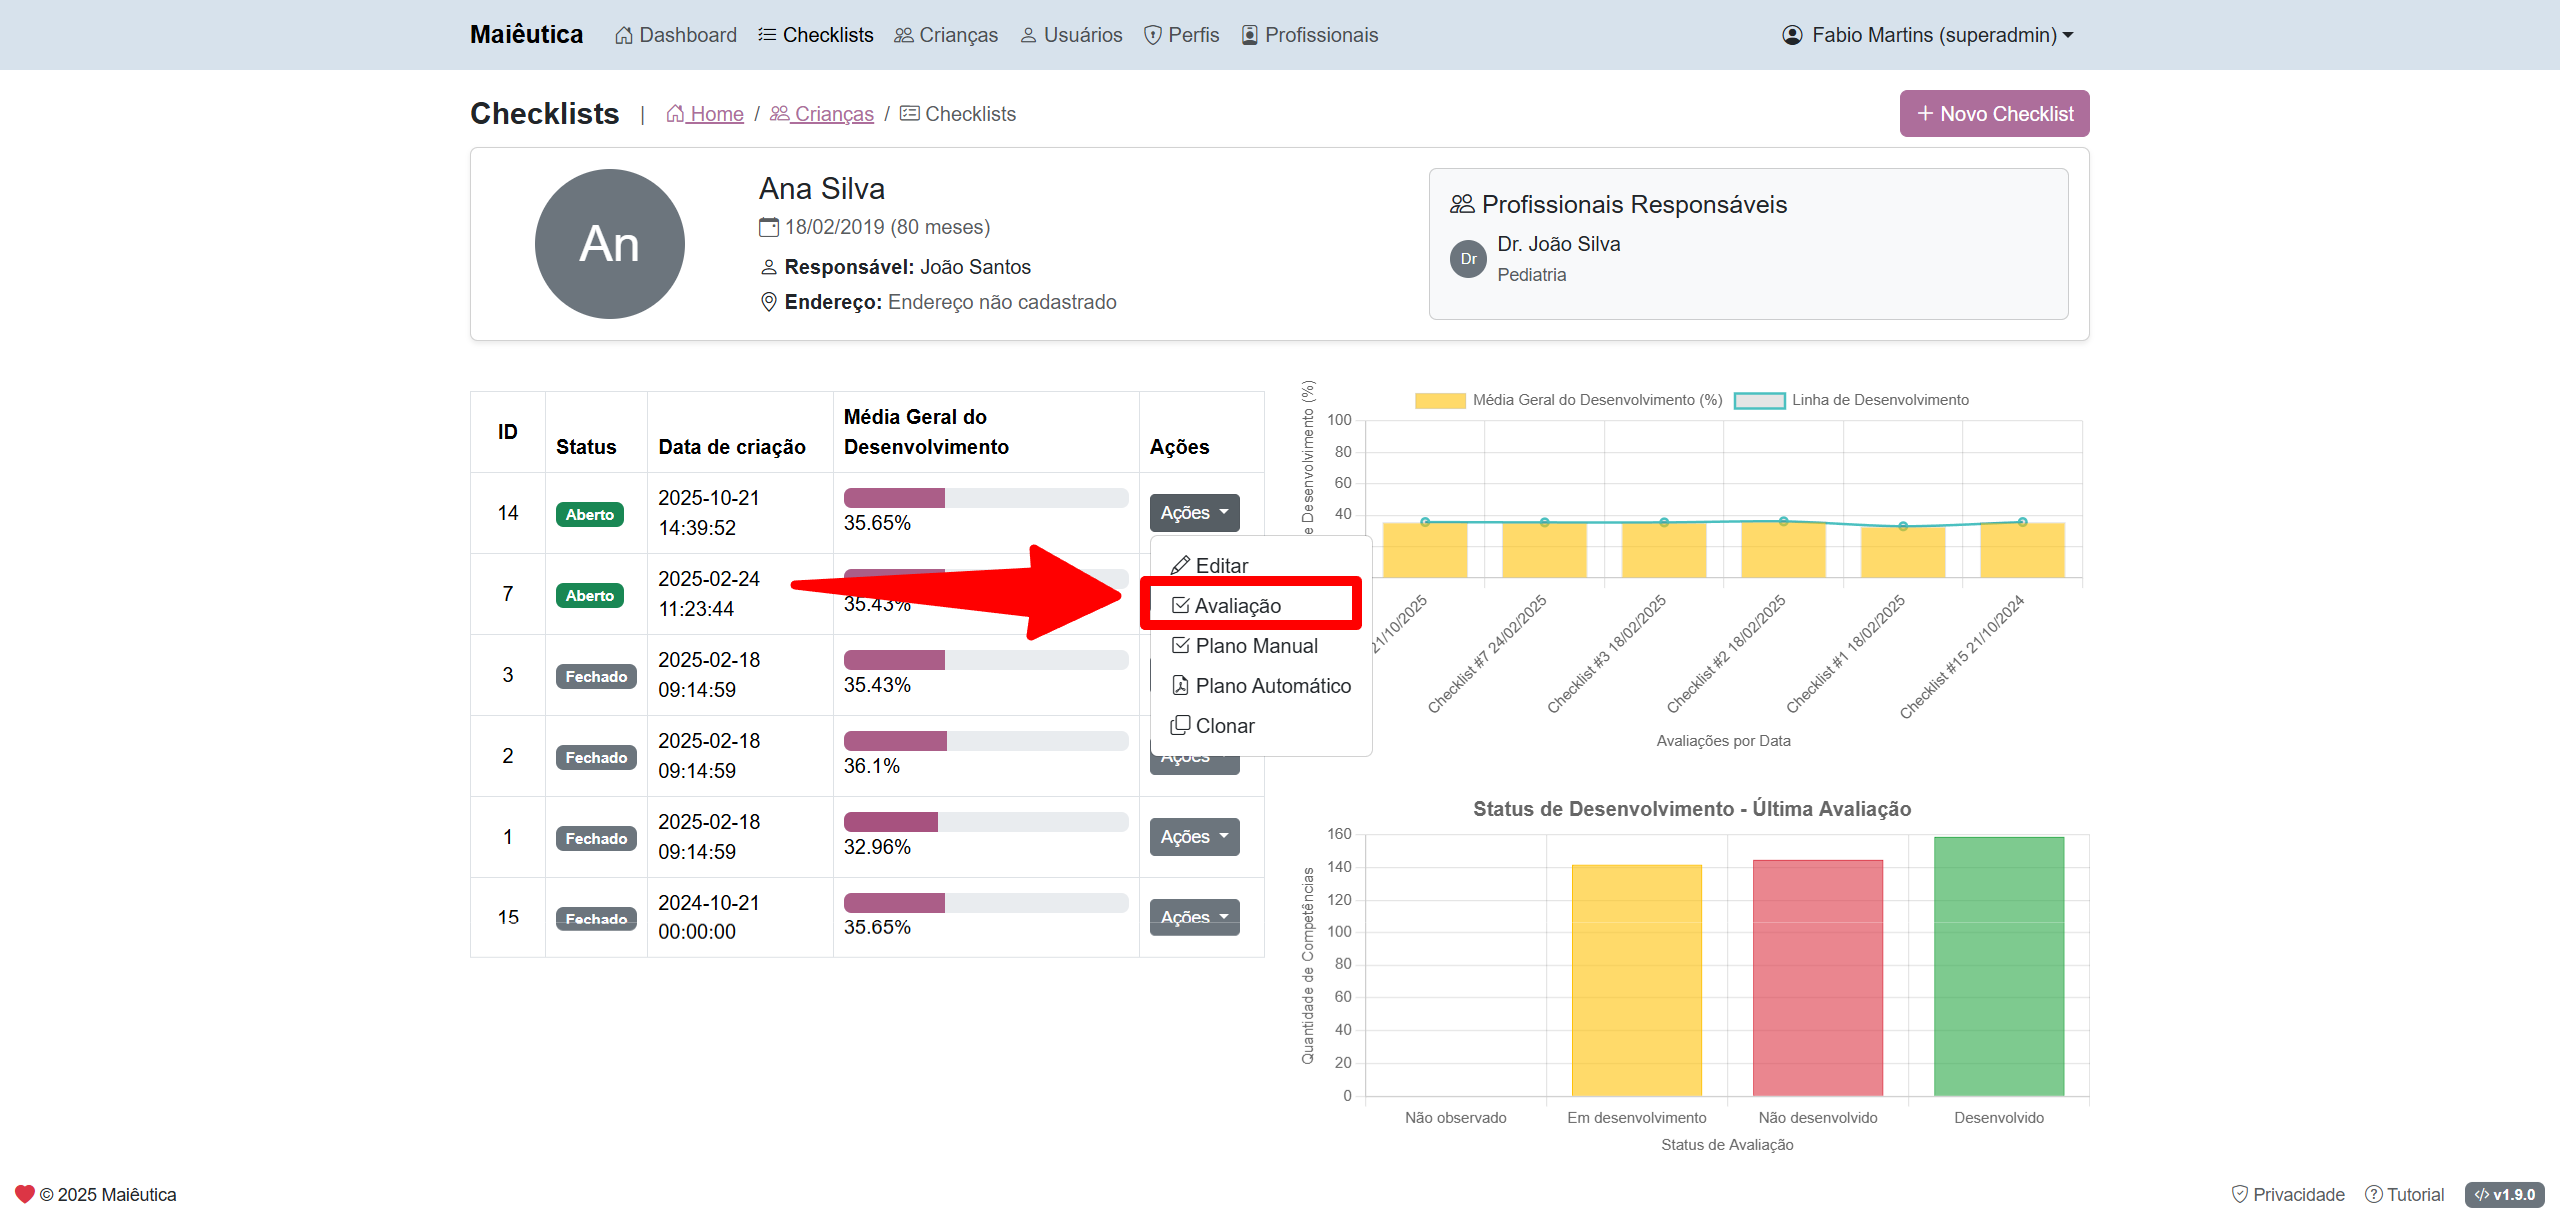 Maiêutica Dashboard Checklists Crianças Usuários Perfis Profissionais Fabio Martins (superadmin)
Checklists | Home / Crianças / Checklists
+ Novo Checklist
An
Ana Silva
18/02/2019 (80 meses)
Responsável: João Santos
Endereço: Endereço não cadastrado
Profissionais Responsáveis
Dr
Dr. João Silva
Pediatria
ID Status Data de criação Média Geral do Desenvolvimento Ações
14 Aberto 2025-10-21 14:39:52 35.65% Ações
7 Aberto 2025-02-24 11:23:44 35.43%
3 Fechado 2025-02-18 09:14:59 35.43%
2 Fechado 2025-02-18 09:14:59 36.1% Ações
1 Fechado 2025-02-18 09:14:59 32.96% Ações
15 Fechado 2024-10-21 00:00:00 35.65% Ações
Editar
Avaliação
Plano Manual
Plano Automático
Clonar
Média Geral do Desenvolvimento (%) Linha de Desenvolvimento
e Desenvolvimento (%)
100
80
60
40
21/10/2025
Checklist #7 24/02/2025
Checklist #3 18/02/2025
Checklist #2 18/02/2025
Checklist #1 18/02/2025
Checklist #15 21/10/2024
Avaliações por Data
Status de Desenvolvimento - Última Avaliação
Quantidade de Competências
160
140
120
100
80
60
40
20
0
Não observado Em desenvolvimento Não desenvolvido Desenvolvido
Status de Avaliação
© 2025 Maiêutica
Privacidade Tutorial </> v1.9.0